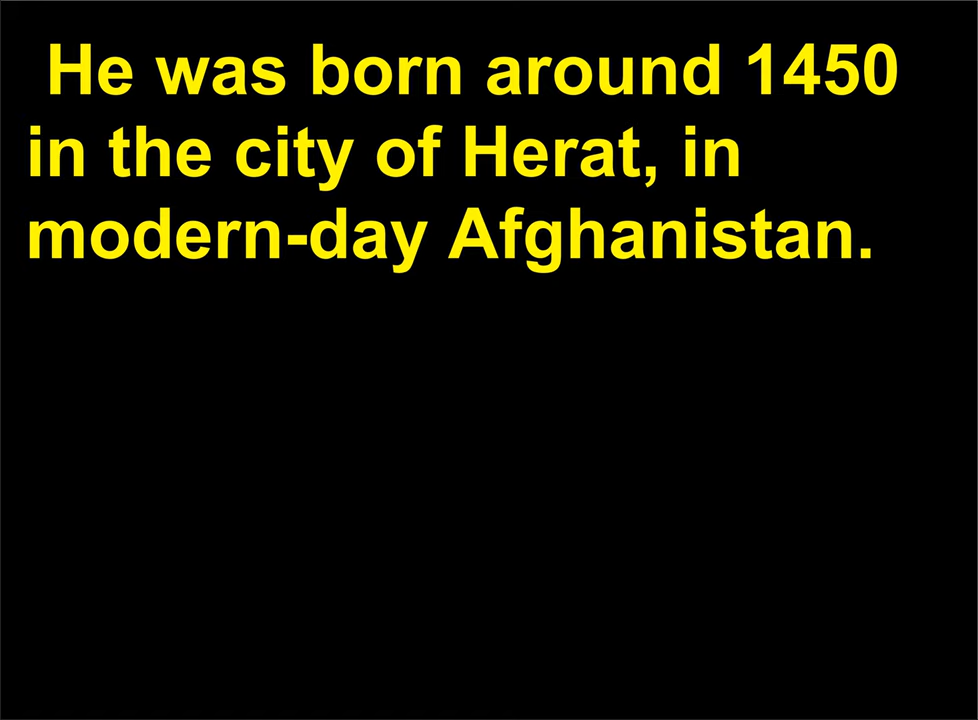 He was born around 1450
in the city of Herat, in
modern-day Afghanistan.